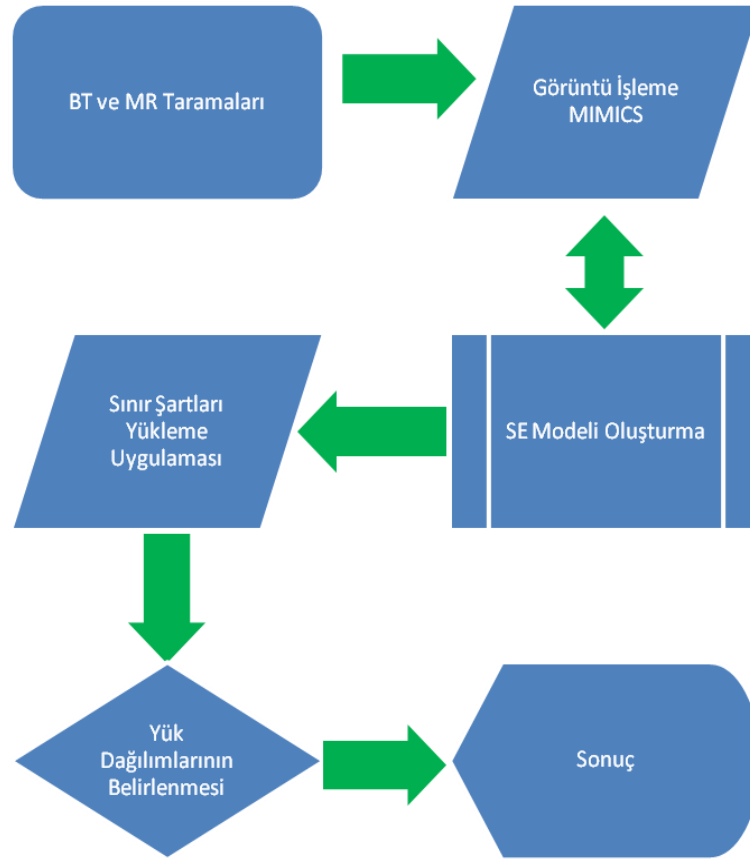 BT ve MR Taramaları
Görüntü İşleme
MIMICS
SE Modeli Oluşturma
Sınır Şartları
Yükleme
Uygulaması
Yük
Dağılımlarının
Belirlenmesi
Sonuç